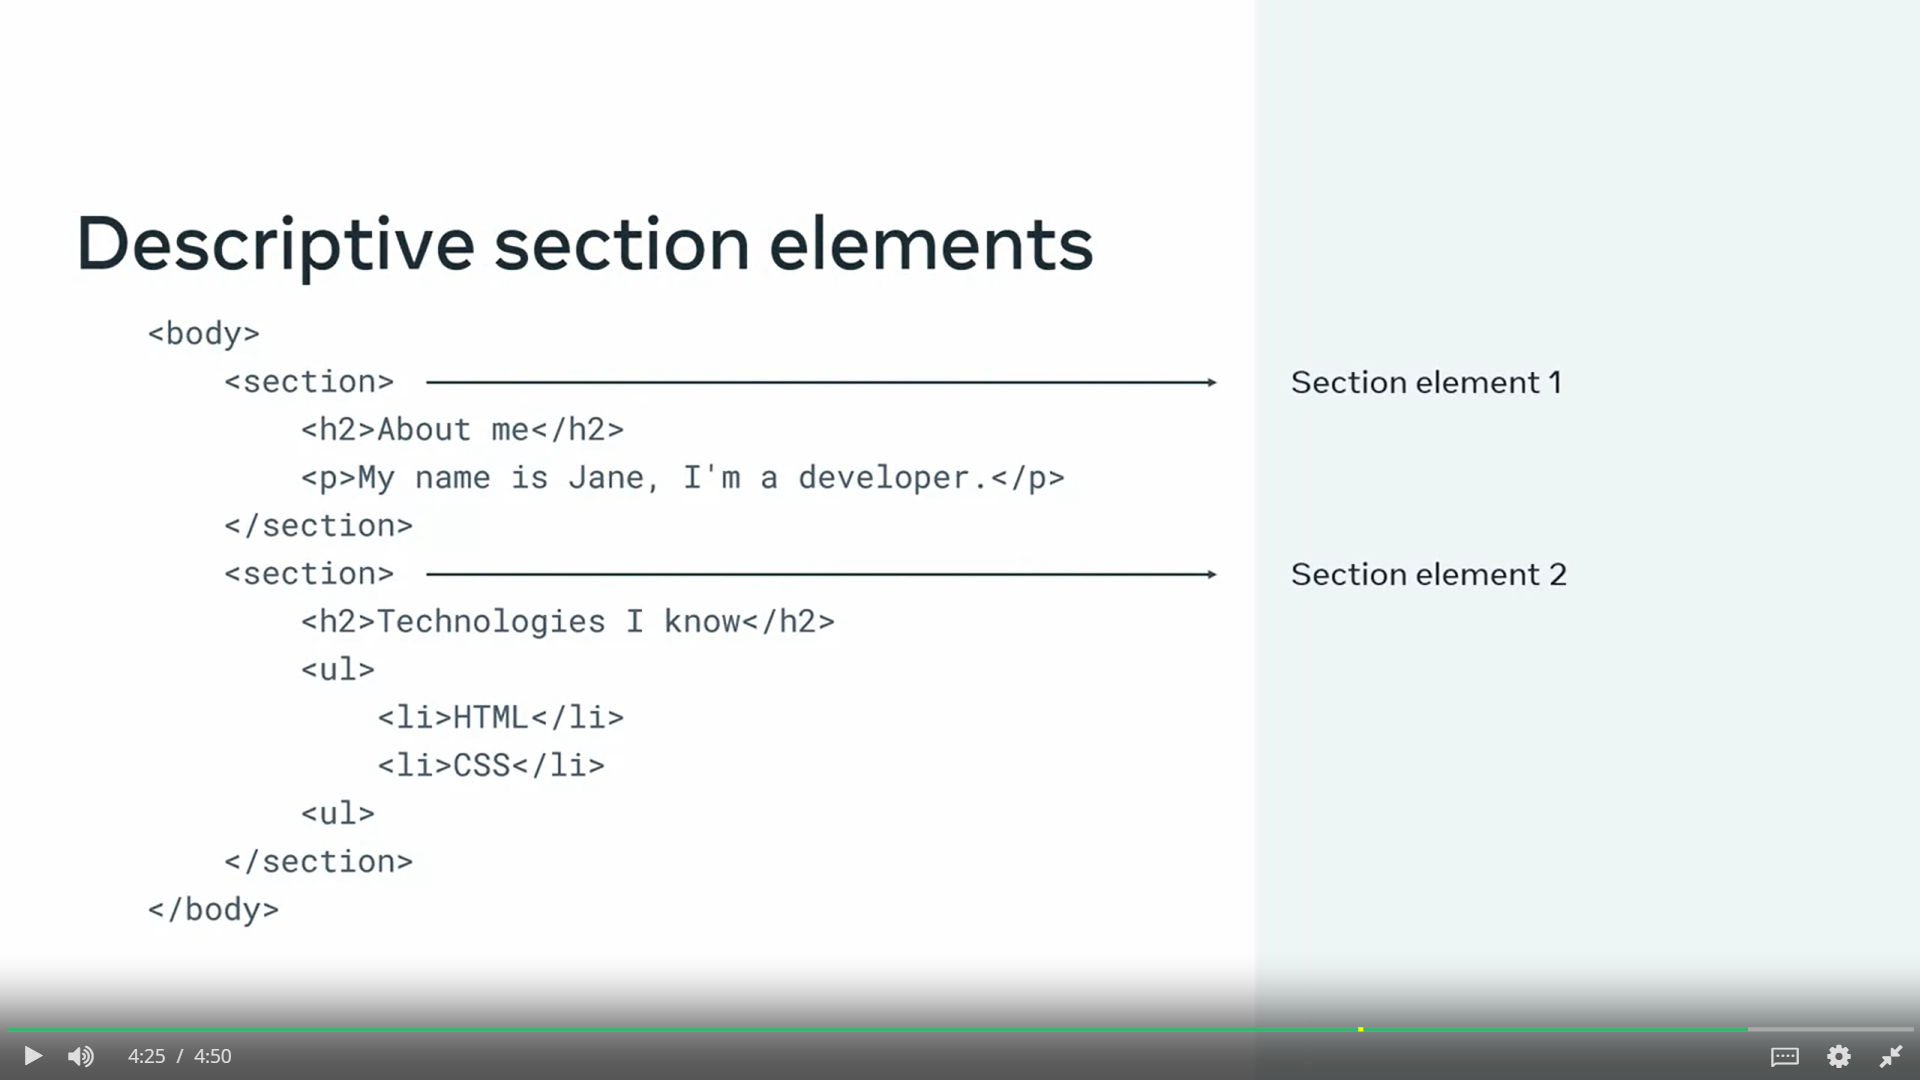 Descriptive section elements
<body>
<section>
Section element 1
<h2>About me</h2>
<p>My name is Jane, I'm a developer.</p>
</section>
<section>
Section element 2
<h2>Technologies I know</h2>
<ul>
<li>HTML</li>
<li>CSS</li>
<ul>
</section>
</body>
4:25 / 4:50